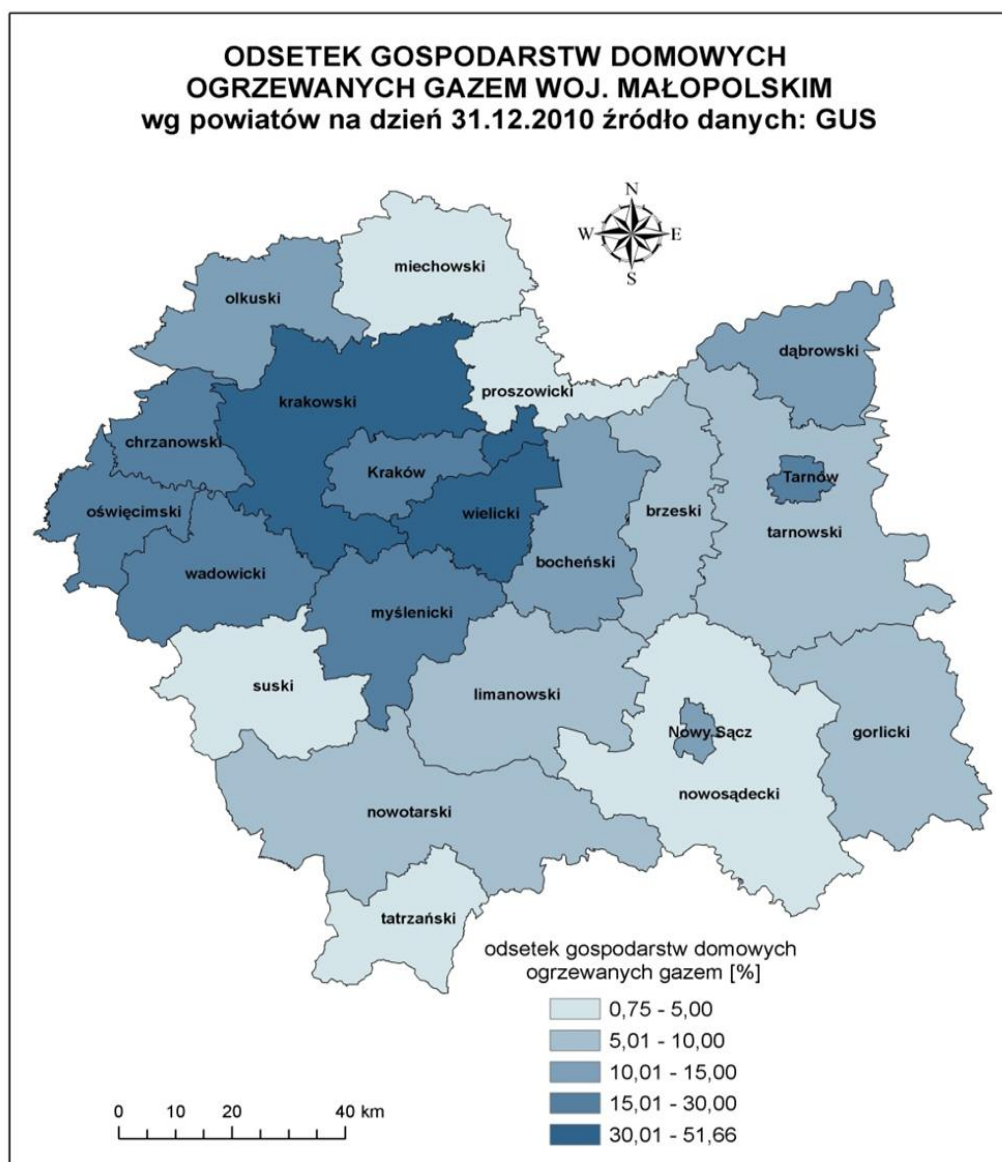 ODSETEK GOSPODARSTW DOMOWYCH
OGRZEWANYCH GAZEM WOJ. MAŁOPOLSKIM
wg powiatów na dzień 31.12.2010 źródło danych: GUS
N
W E
S
miechowski
olkuski
dąbrowski
proszowicki
krakowski
chrzanowski
Kraków
Tarnów
oświęcimski
wielicki
brzeski
tarnowski
wadowicki
bocheński
myślenicki
suski
limanowski
Nowy Sącz
gorlicki
nowosądecki
nowotarski
tatrzański
odsetek gospodarstw domowych
ogrzewanych gazem [%]
0,75 - 5,00
5,01 - 10,00
10,01 - 15,00
15,01 - 30,00
30,01 - 51,66
0 10 20 40 km